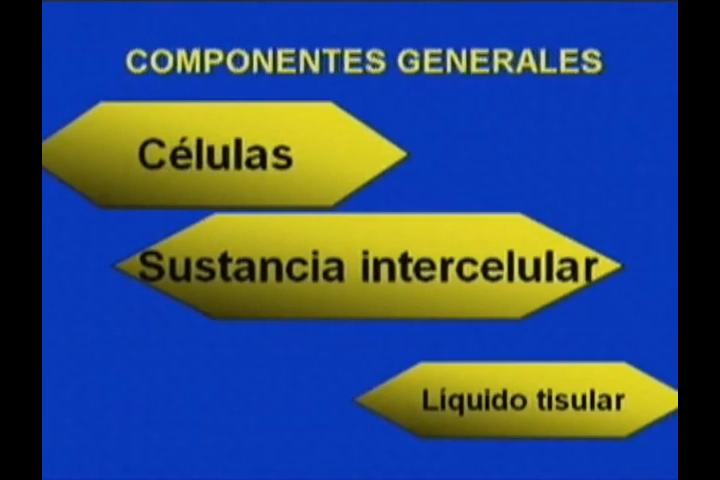 COMPONENTES GENERALES
Células
Sustancia intercelular
Líquido tisular